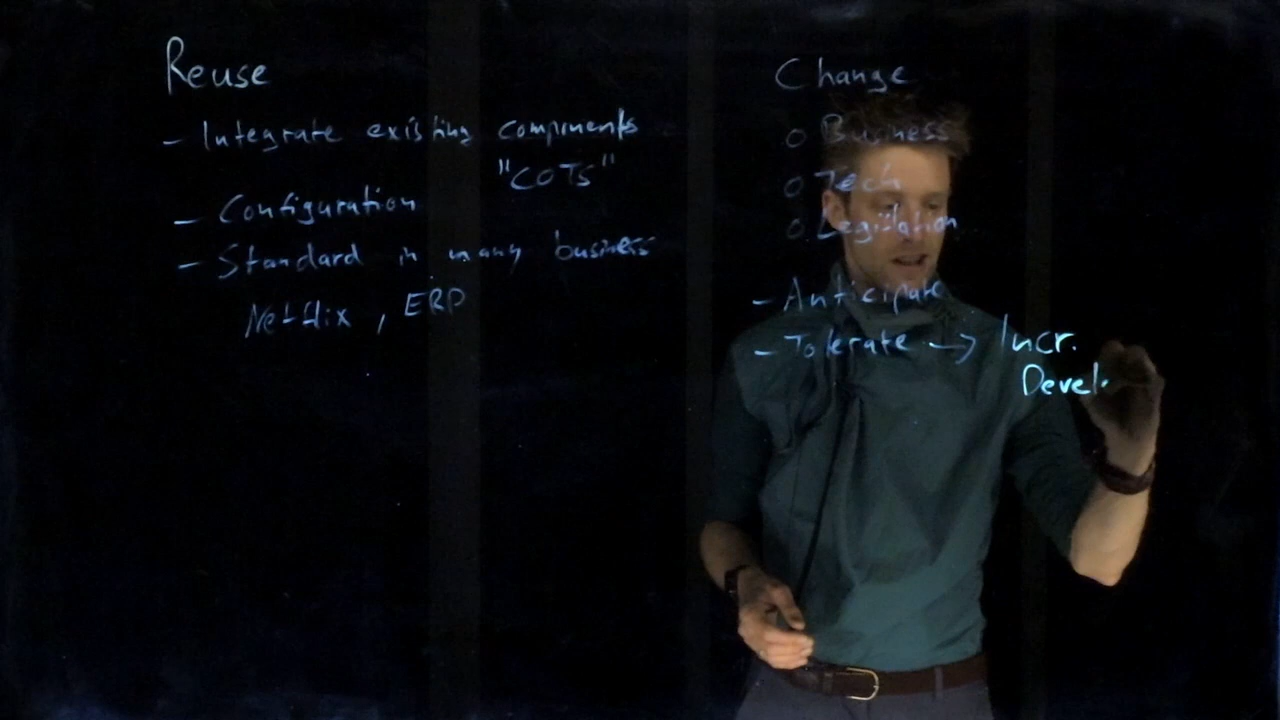 Reuse
- Integrate existing components
"COTS"
- Configuration
- Standard in many business
Netflix, ERP
Change
o Business
o Tech
o Legislation
- Anticipate
- Tolerate → Incr.
Devel.